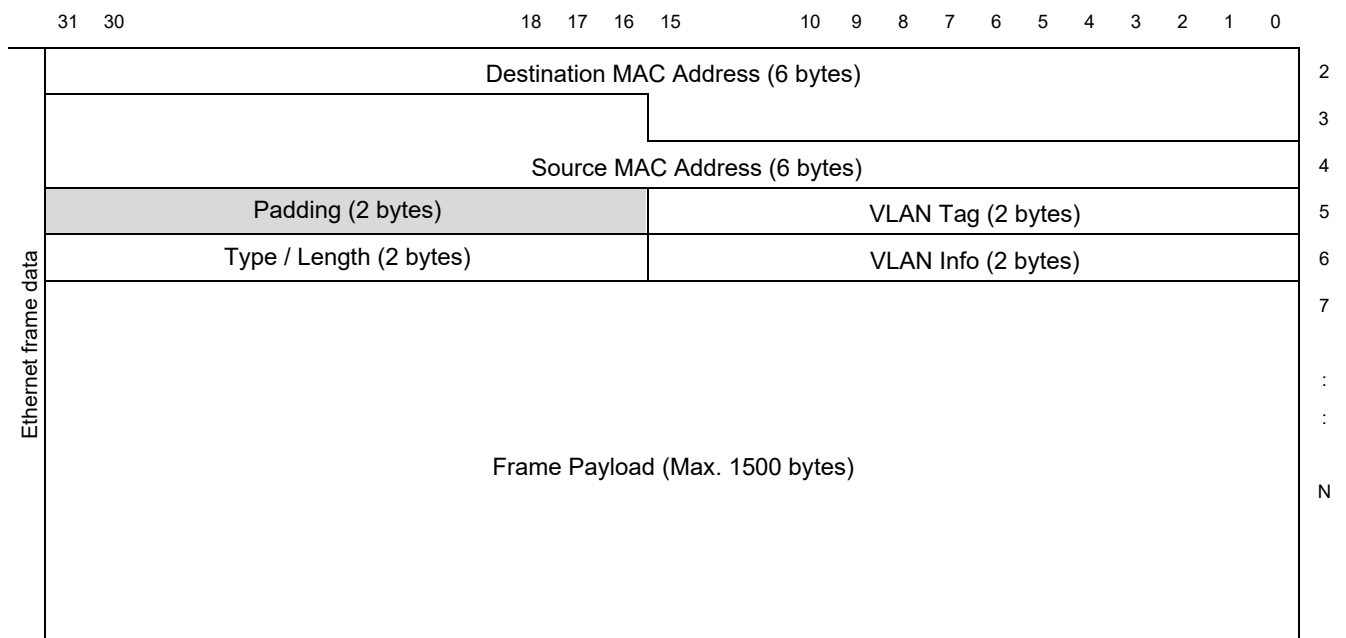 31 30 18 17 16 15 10 9 8 7 6 5 4 3 2 1 0
Destination MAC Address (6 bytes) 2
3
Source MAC Address (6 bytes) 4
Padding (2 bytes) VLAN Tag (2 bytes) 5
Type / Length (2 bytes) VLAN Info (2 bytes) 6
Ethernet frame data
7
:
:
Frame Payload (Max. 1500 bytes)
N